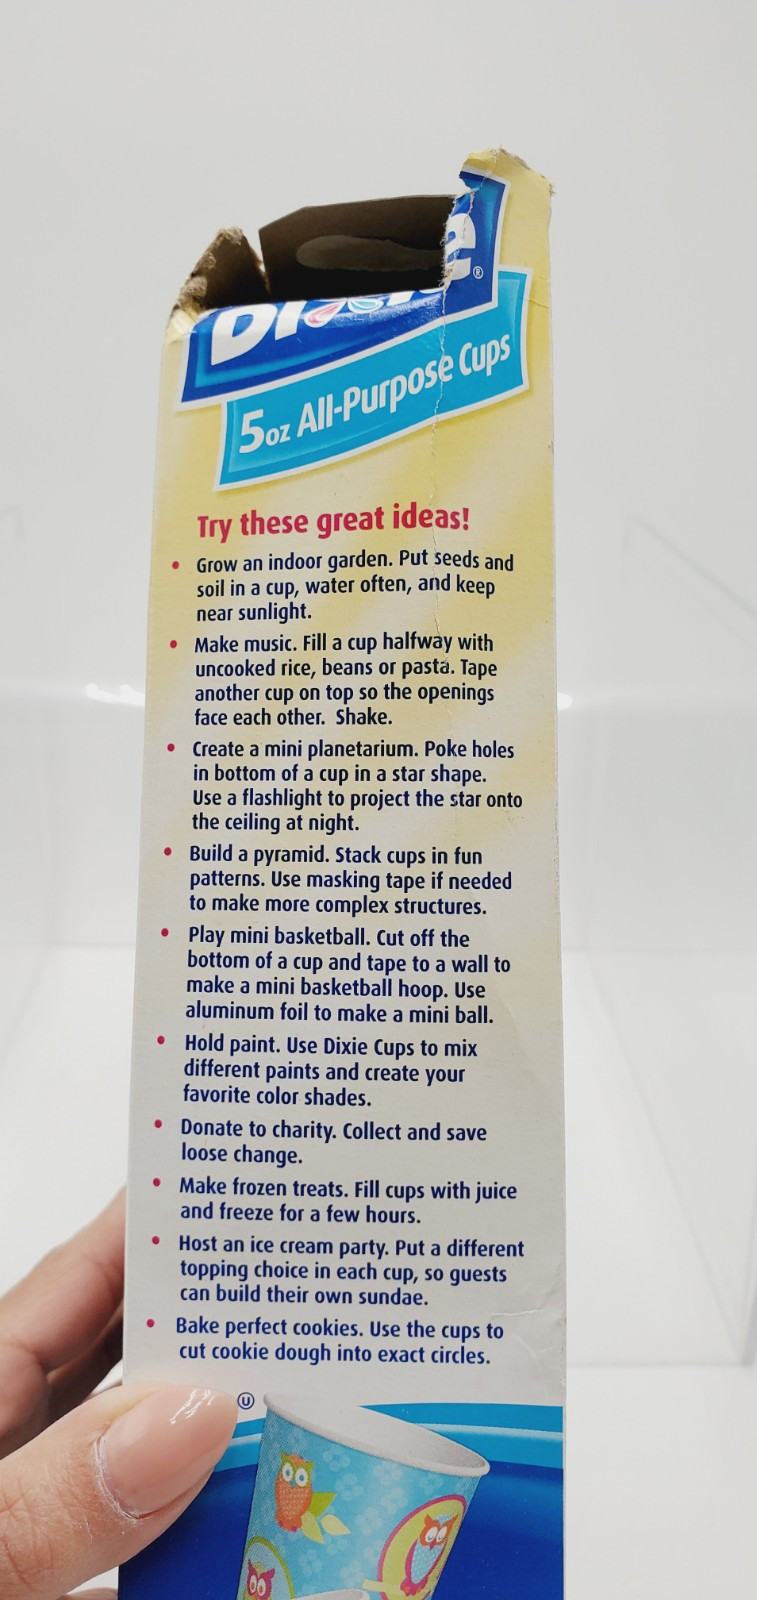 Dixie®
5oz All-Purpose Cups
Try these great ideas!
• Grow an indoor garden. Put seeds and
soil in a cup, water often, and keep
near sunlight.
• Make music. Fill a cup halfway with
uncooked rice, beans or pasta. Tape
another cup on top so the openings
face each other. Shake.
• Create a mini planetarium. Poke holes
in bottom of a cup in a star shape.
Use a flashlight to project the star onto
the ceiling at night.
• Build a pyramid. Stack cups in fun
patterns. Use masking tape if needed
to make more complex structures.
• Play mini basketball. Cut off the
bottom of a cup and tape to a wall to
make a mini basketball hoop. Use
aluminum foil to make a mini ball.
• Hold paint. Use Dixie Cups to mix
different paints and create your
favorite color shades.
• Donate to charity. Collect and save
loose change.
• Make frozen treats. Fill cups with juice
and freeze for a few hours.
• Host an ice cream party. Put a different
topping choice in each cup, so guests
can build their own sundae.
• Bake perfect cookies. Use the cups to
cut cookie dough into exact circles.
Ⓤ